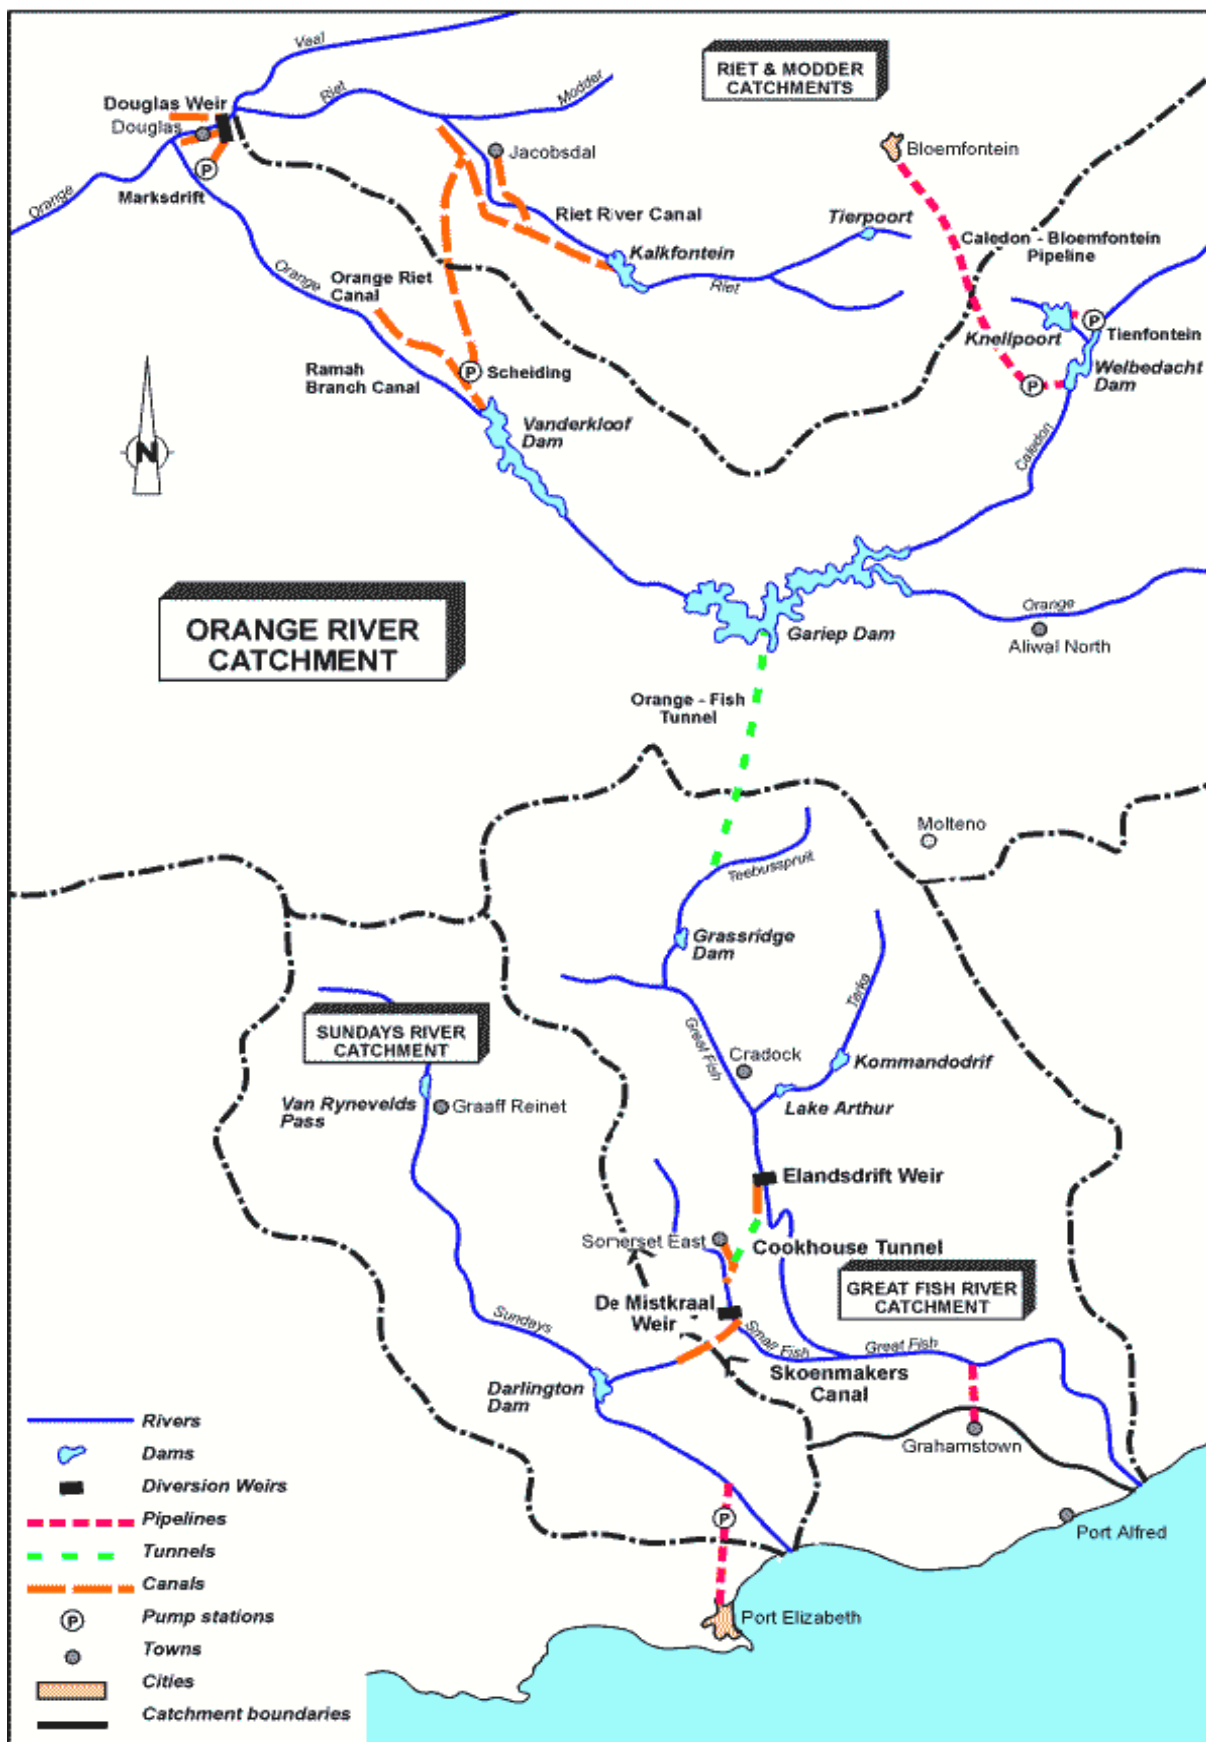 Vaal
RIET & MODDER
CATCHMENTS
Riet
Modder
Douglas Weir
Douglas
Bloemfontein
Jacobsdal
P
Marksdrift
Orange
Riet River Canal
Tierpoort
Caledon - Bloemfontein
Pipeline
Kalkfontein
Orange
Orange Riet
Canal
Riet
P
Knellpoort
Tienfontein
Ramah
Branch Canal
P
Scheiding
Welbedacht
Dam
P
Vanderkloof
Dam
N
Caledon
ORANGE RIVER
CATCHMENT
Orange
Gariep Dam
Aliwal North
Orange - Fish
Tunnel
Molteno
Teebusspruit
Grassridge
Dam
Tarka
SUNDAYS RIVER
CATCHMENT
Great Fish
Cradock
Kommandodrif
Van Rynevelds
Pass
Graaff Reinet
Lake Arthur
Elandsdrift Weir
Somerset East
Cookhouse Tunnel
GREAT FISH RIVER
CATCHMENT
De Mistkraal
Weir
Sundays
Small Fish
Great Fish
Skoenmakers
Canal
Darlington
Dam
Grahamstown
Rivers
Dams
Diversion Weirs
Pipelines
P
Port Alfred
Tunnels
Canals
P
Pump stations
Port Elizabeth
Towns
Cities
Catchment boundaries